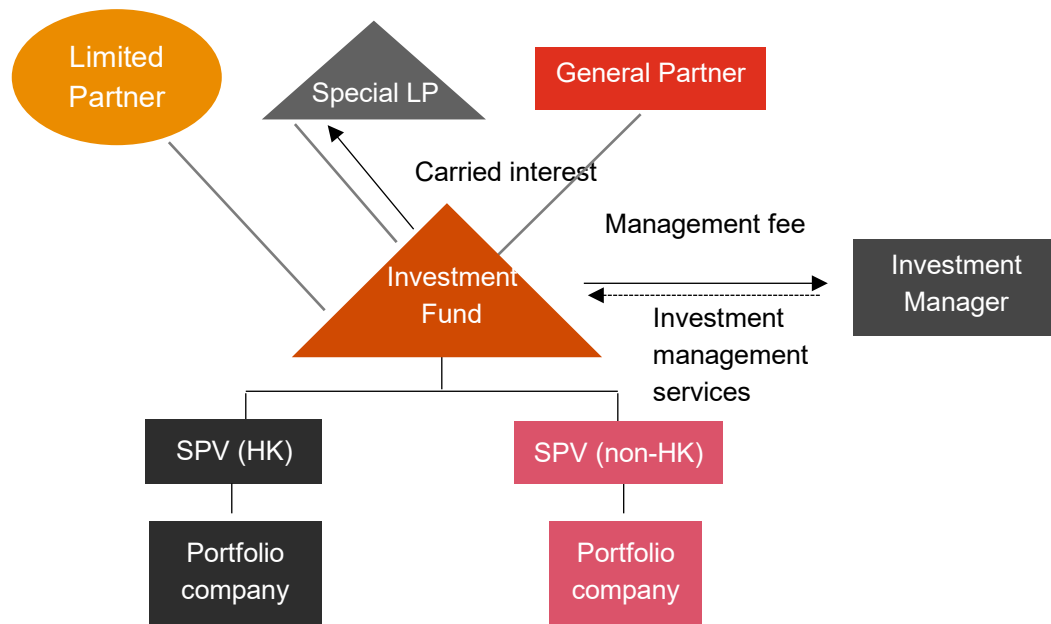 Limited
Partner
Special LP
General Partner
Carried interest
Management fee
Investment
Manager
Investment
Fund
Investment
management
services
SPV (HK)
SPV (non-HK)
Portfolio
company
Portfolio
company